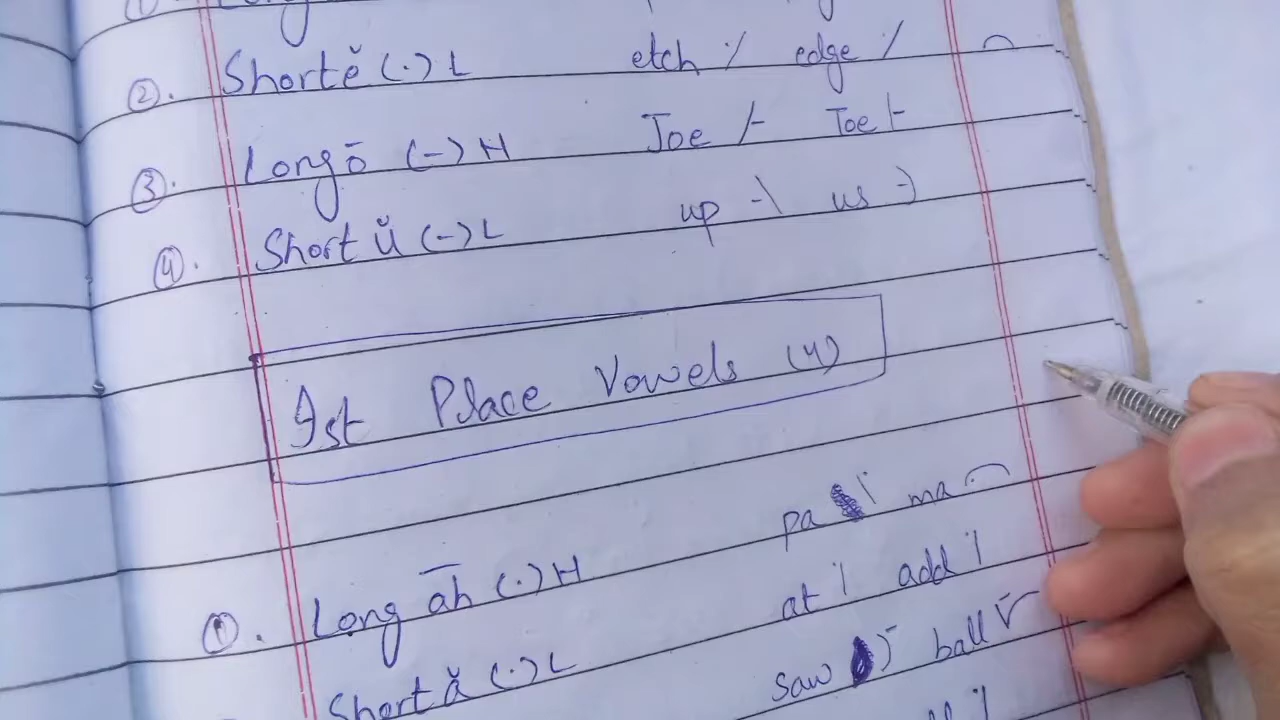 ②. Short ĕ (·) L etch edge
③. Long ō (–) H Joe Toe
④. Short ŭ (–) L up us
1st Place Vowels (4)
①. Long āh (·) H pa ma
Short ă (·) L at add
saw ball